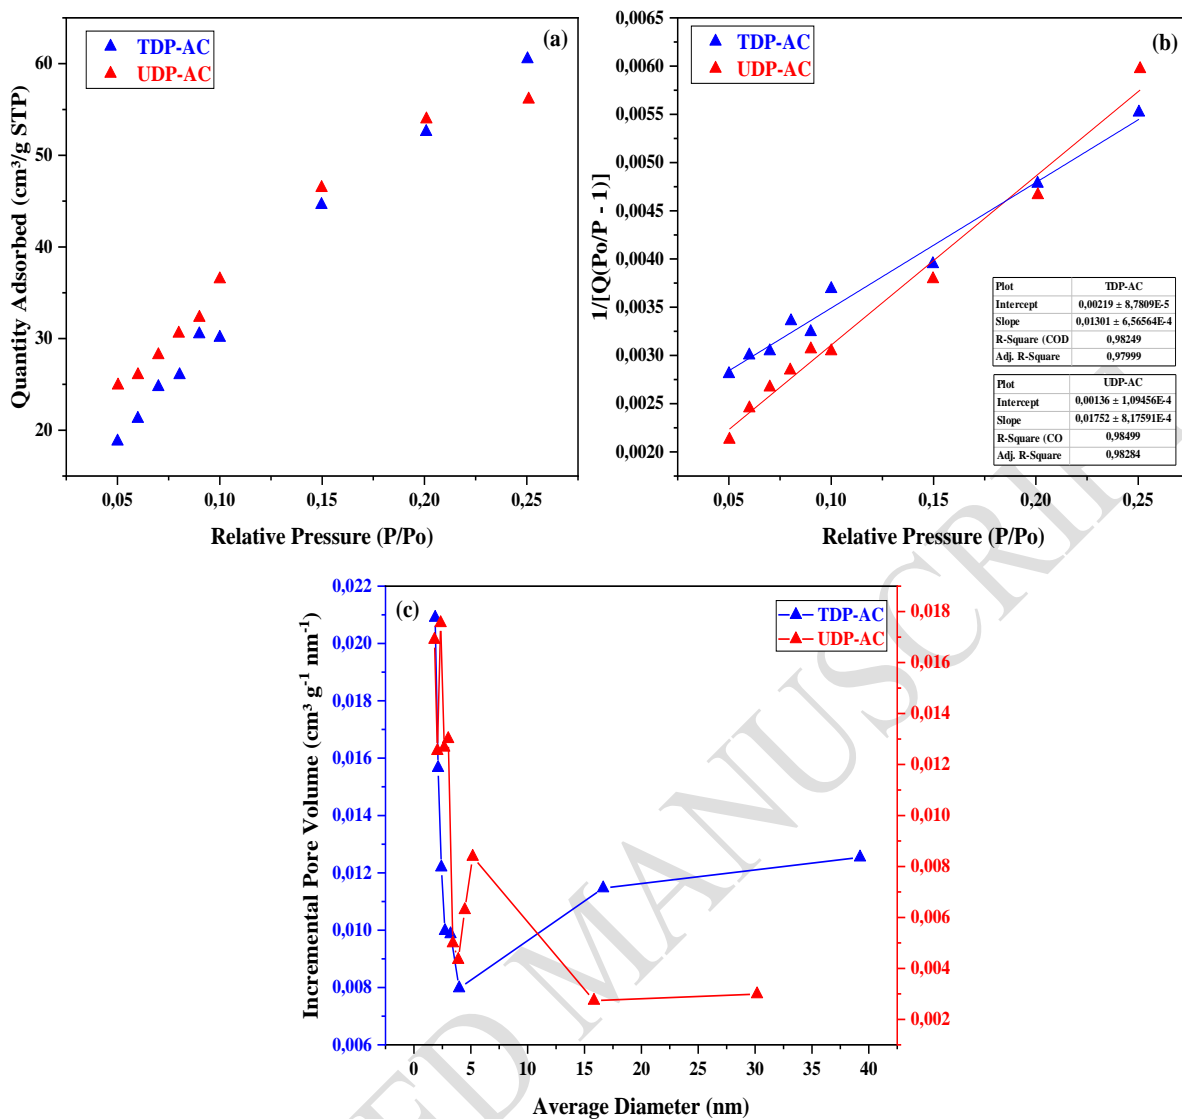 (a)
TDP-AC
UDP-AC
60
50
40
30
20
Quantity Adsorbed (cm³/g STP)
0,05
0,10
0,15
0,20
0,25
Relative Pressure (P/Po)
(b)
TDP-AC
UDP-AC
0,0065
0,0060
0,0055
0,0050
0,0045
0,0040
0,0035
0,0030
0,0025
0,0020
1/[Q(Po/P - 1)]
Plot TDP-AC
Intercept 0,00219 ± 8,7809E-5
Slope 0,01301 ± 6,56564E-4
R-Square (COD 0,98249
Adj. R-Square 0,97999
Plot UDP-AC
Intercept 0,00136 ± 1,09456E-4
Slope 0,01752 ± 8,17591E-4
R-Square (CO 0,98499
Adj. R-Square 0,98284
0,05
0,10
0,15
0,20
0,25
Relative Pressure (P/Po)
(c)
TDP-AC
UDP-AC
0,022
0,020
0,018
0,016
0,014
0,012
0,010
0,008
0,006
Incremental Pore Volume (cm³ g⁻¹ nm⁻¹)
0,018
0,016
0,014
0,012
0,010
0,008
0,006
0,004
0,002
0
5
10
15
20
25
30
35
40
Average Diameter (nm)
ED MANUSCRIPT